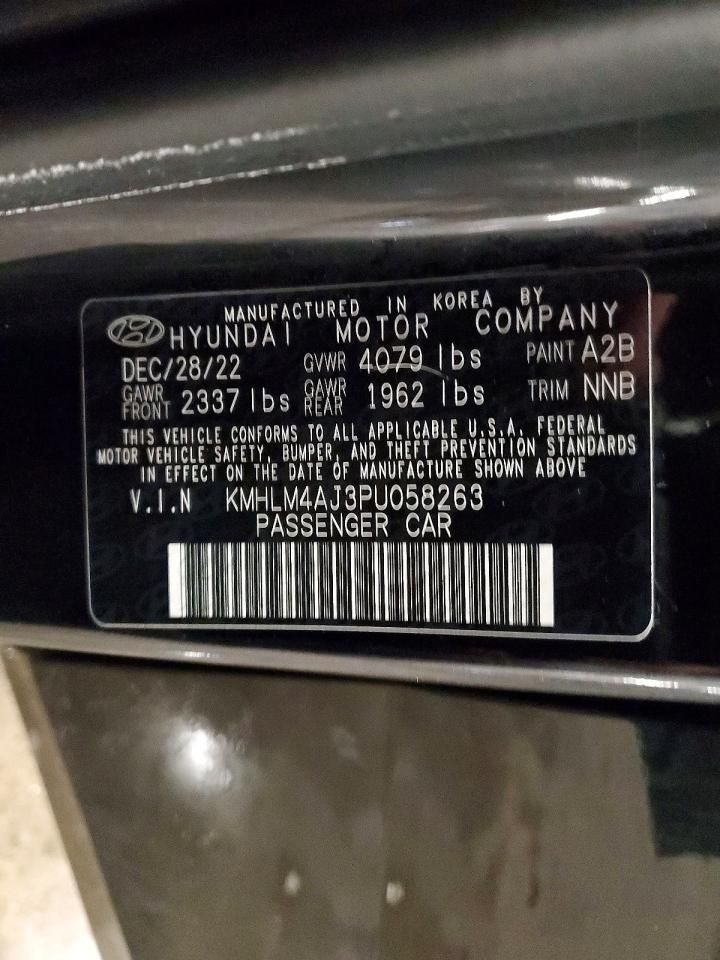 MANUFACTURED IN KOREA BY
HYUNDAI MOTOR COMPANY
DEC/28/22 GVWR 4079 lbs PAINT A2B
GAWR FRONT 2337 lbs GAWR REAR 1962 lbs TRIM NNB
THIS VEHICLE CONFORMS TO ALL APPLICABLE U.S.A. FEDERAL
MOTOR VEHICLE SAFETY, BUMPER, AND THEFT PREVENTION STANDARDS
IN EFFECT ON THE DATE OF MANUFACTURE SHOWN ABOVE
V.I.N KMHLM4AJ3PU058263
PASSENGER CAR